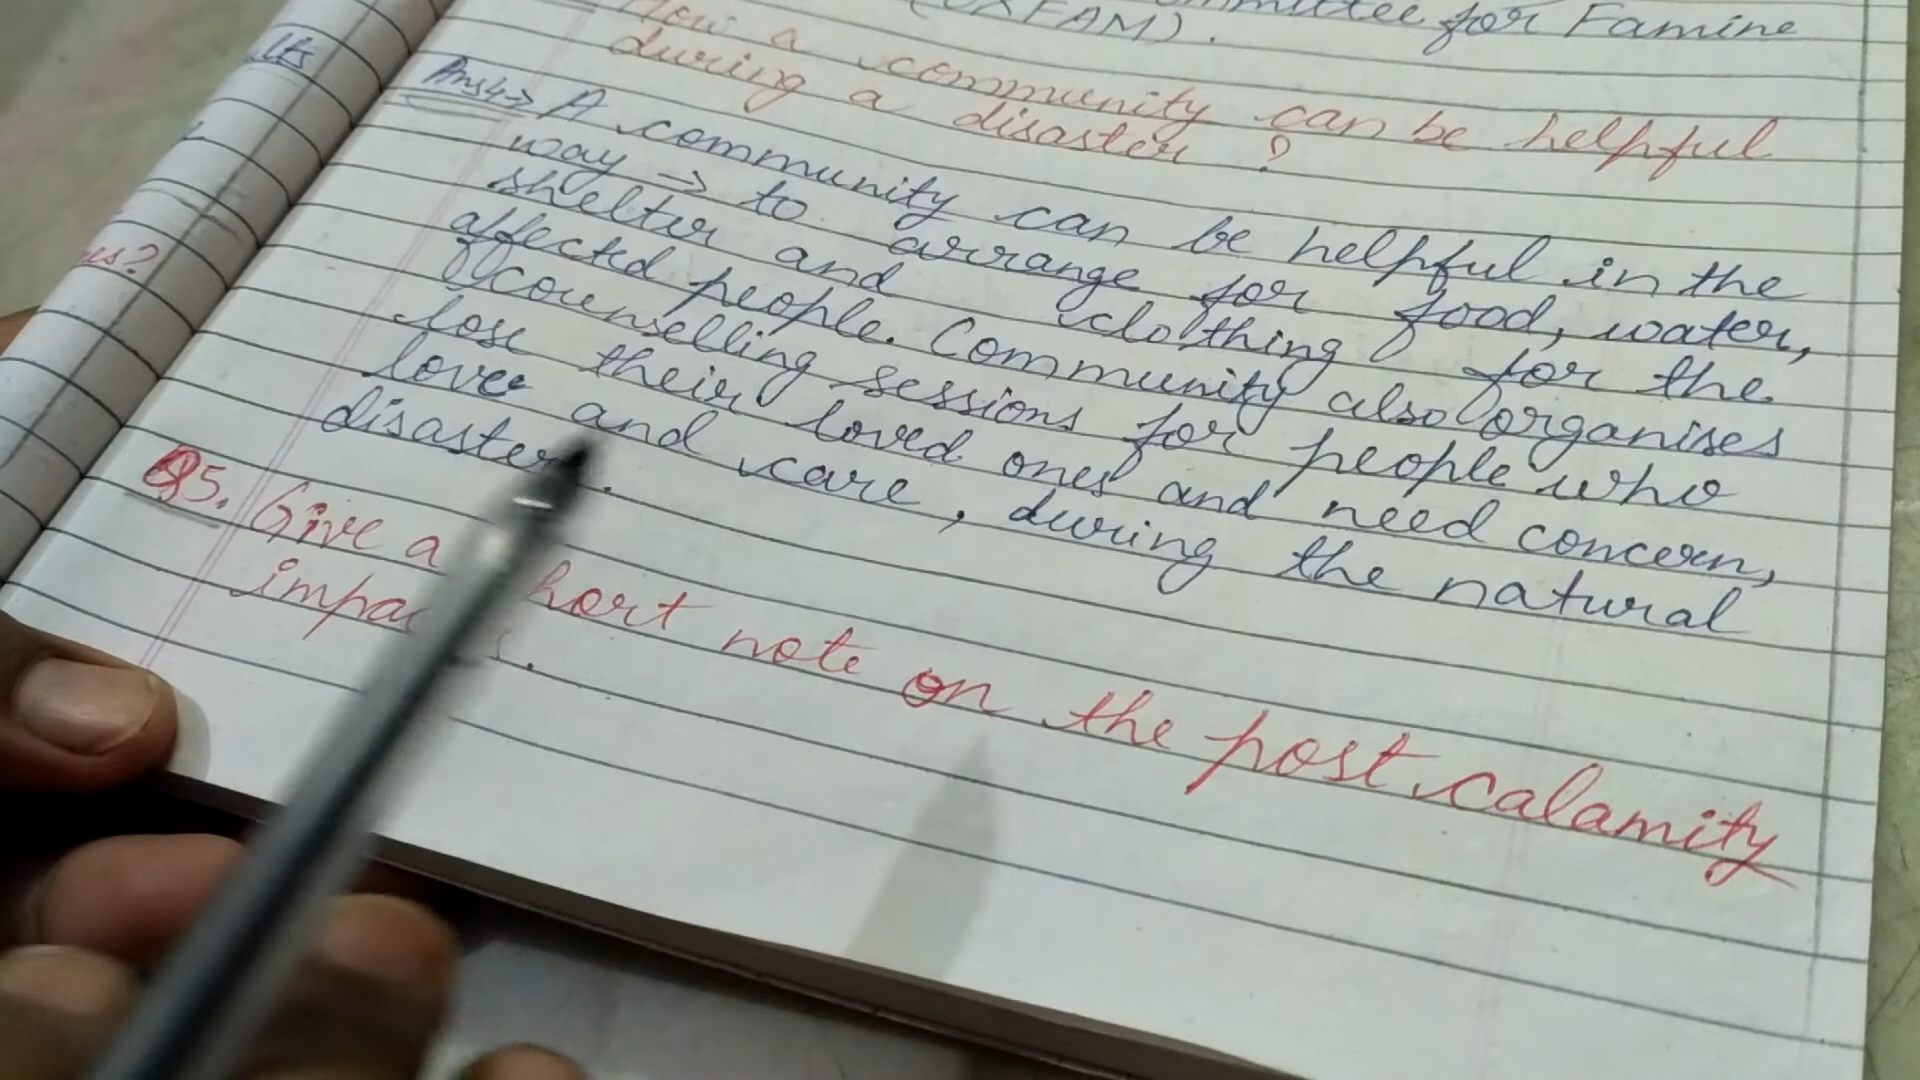 committee for Famine
(OXFAM).
How a community can be helpful
during a disaster ?
Ans4→ A community can be helpful in the
way → to arrange for food, water,
shelter and clothing for the
affected people. Community also organises
counselling sessions for people who
lose their loved ones and need concern,
love and care, during the natural
disaster.
Q5. Give a short note on the post calamity